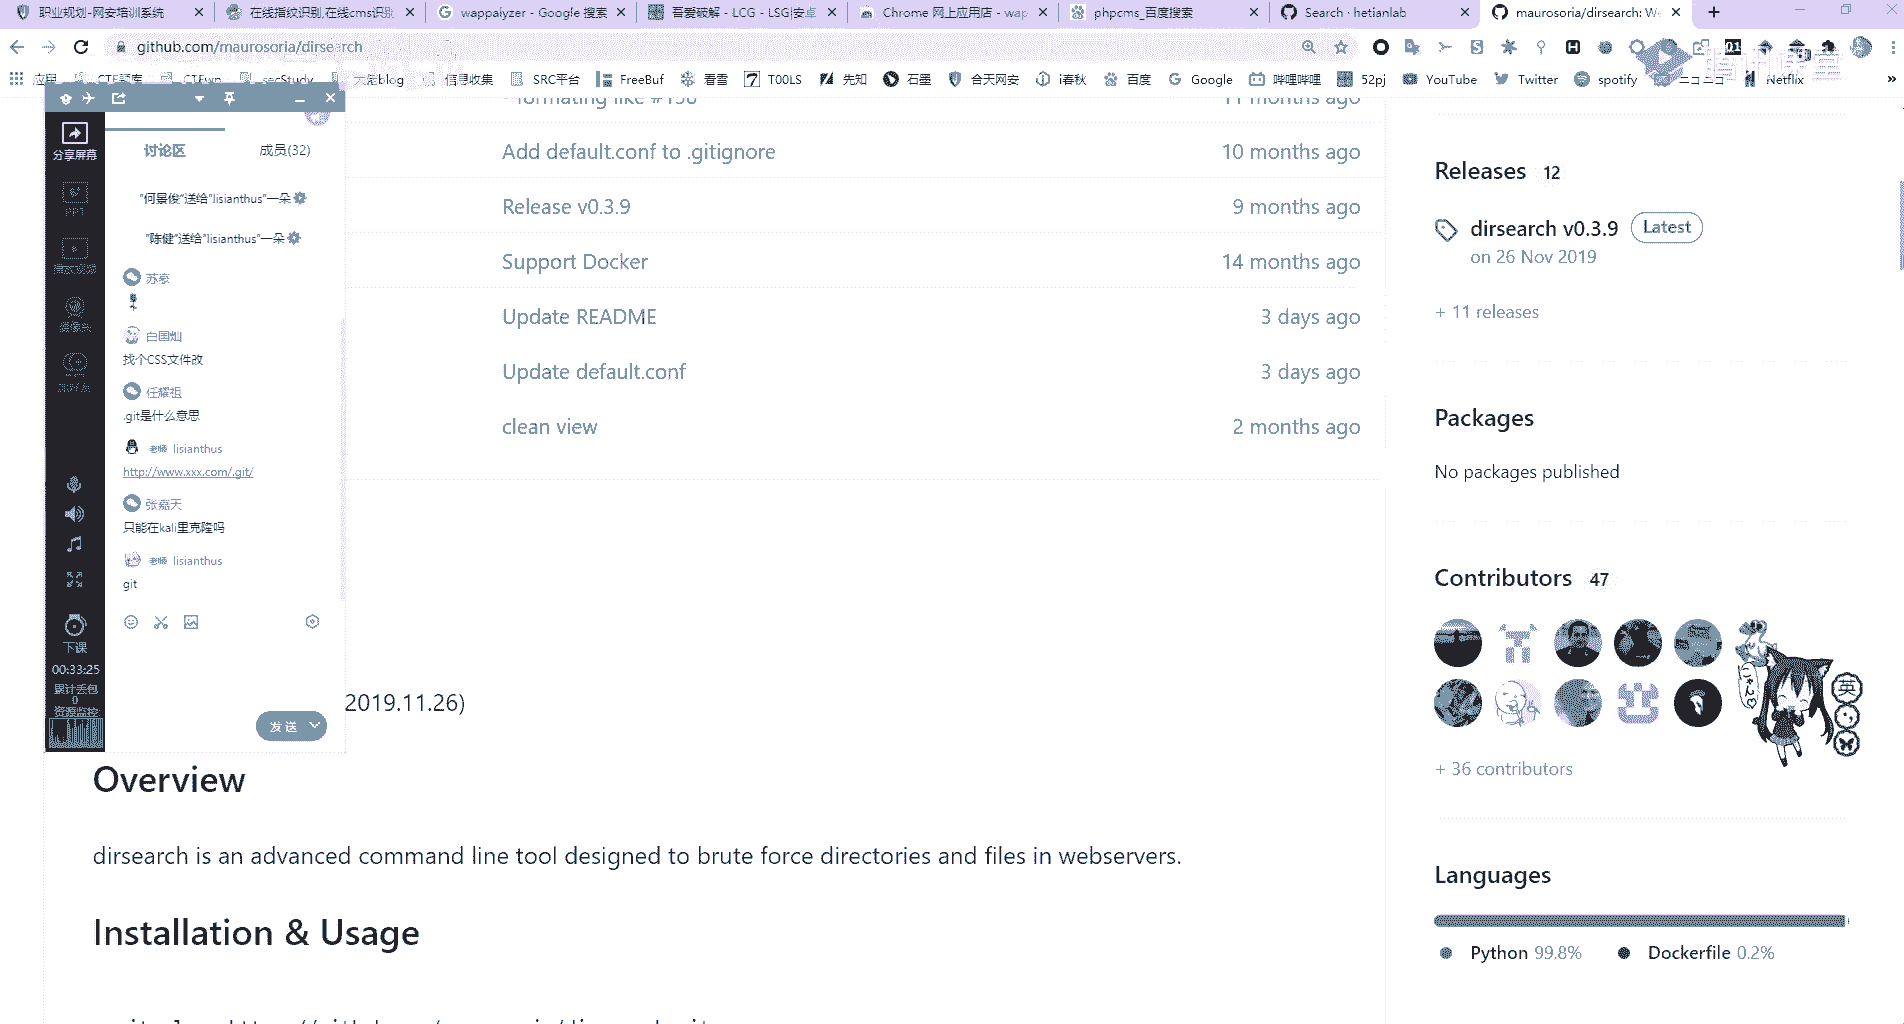 职业规划-网安培训系统
在线指纹识别,在线cms识别
wappalyzer - Google 搜索
吾爱破解 - LCG - LSG|安卓
Chrome 网上应用店 - wap
phpcms_百度搜索
Search · hetianlab
maurosoria/dirsearch: W
github.com/maurosoria/dirsearch
应用
CTF题库
CTFwp
secStudy
大佬blog
信息收集
SRC平台
FreeBuf
看雪
T00LS
先知
石墨
合天网安
i春秋
百度
Google
哔哩哔哩
52pj
YouTube
Twitter
spotify
ニコニコ
Netflix
»
腾讯课堂
分享屏幕
PPT
播放视频
摄像头
下课
00:33:25
累计丢包
0
资源监控
讨论区
成员(32)
"何景俊"送给"lisianthus"一朵
"陈健"送给"lisianthus"一朵
苏豪
白国灿
找个CSS文件改
任耀祖
.git是什么意思
老师 lisianthus
http://www.xxx.com/.git/
张嘉天
只能在kali里克隆吗
老师 lisianthus
git
发送
formating like #138
11 months ago
Add default.conf to .gitignore
10 months ago
Release v0.3.9
9 months ago
Support Docker
14 months ago
Update README
3 days ago
Update default.conf
3 days ago
clean view
2 months ago
2019.11.26)
Overview
dirsearch is an advanced command line tool designed to brute force directories and files in webservers.
Installation & Usage
Releases 12
dirsearch v0.3.9 Latest
on 26 Nov 2019
+ 11 releases
Packages
No packages published
Contributors 47
+ 36 contributors
Languages
Python 99.8%
Dockerfile 0.2%
にゃん
英